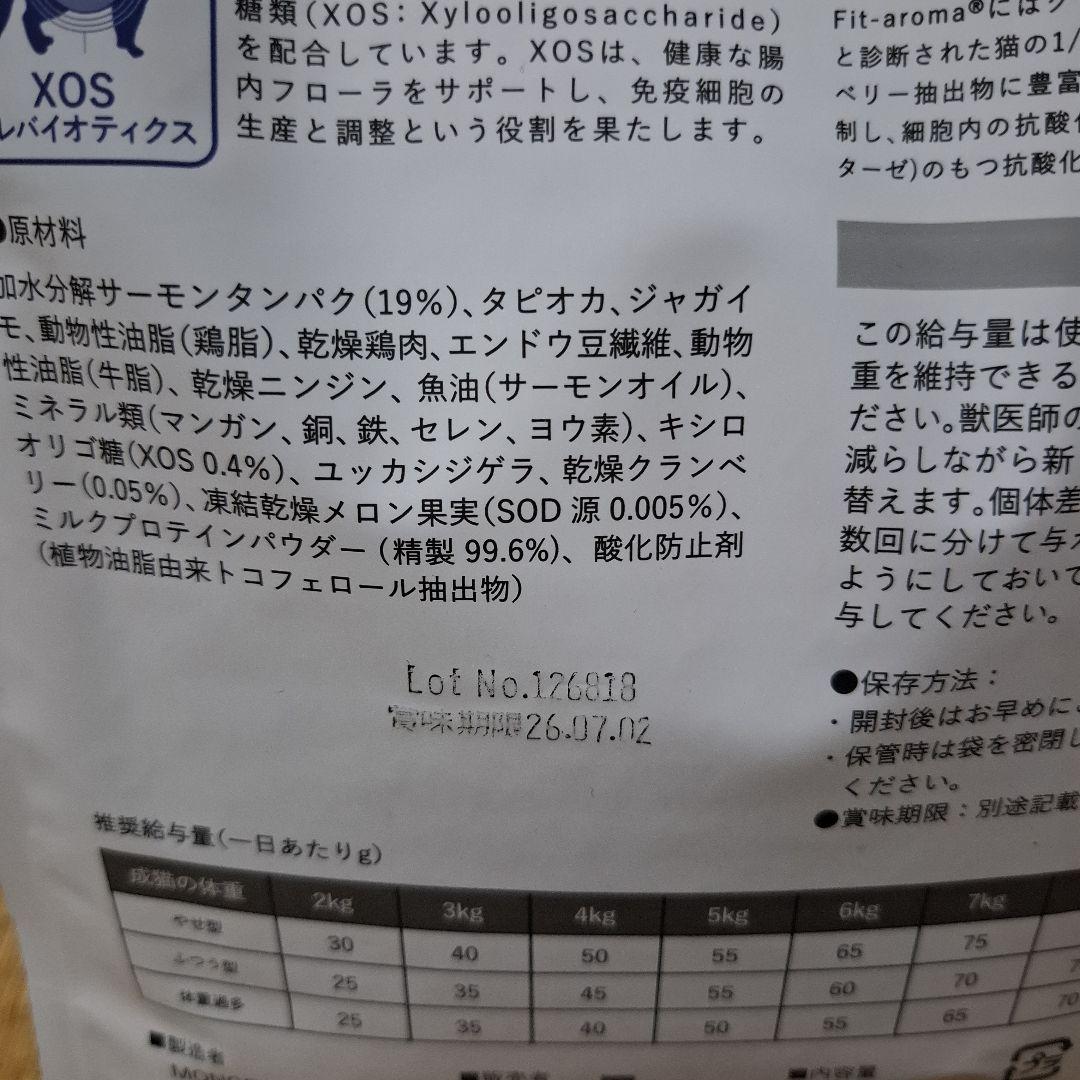 糖類(XOS: Xylooligosaccharide)
を配合しています。XOSは、健康な腸
内フローラをサポートし、免疫細胞の
生産と調整という役割を果たします。
XOS
ルバイオティクス
Fit-aroma®には
と診断された猫の1/
ベリー抽出物に豊富
制し、細胞内の抗酸化
ターゼ)のもつ抗酸化
●原材料
加水分解サーモンタンパク(19%)、タピオカ、ジャガイ
モ、動物性油脂(鶏脂)、乾燥鶏肉、エンドウ豆繊維、動物
性油脂(牛脂)、乾燥ニンジン、魚油(サーモンオイル)、
ミネラル類(マンガン、銅、鉄、セレン、ヨウ素)、キシロ
オリゴ糖(XOS 0.4%)、ユッカシジゲラ、乾燥クランベ
リー(0.05%)、凍結乾燥メロン果実(SOD 源 0.005%)、
ミルクプロテインパウダー (精製 99.6%)、酸化防止剤
(植物油脂由来トコフェロール抽出物)
Lot No.126818
賞味期限26.07.02
この給与量は使
重を維持できる
ださい。獣医師の
減らしながら新
替えます。個体差
数回に分けて与え
ようにしておいて
与してください。
●保存方法：
・開封後はお早めに
・保管時は袋を密閉し
ください。
●賞味期限：別途記載
推奨給与量(一日あたりg)
成猫の体重 2kg 3kg 4kg 5kg 6kg 7kg
やせ型 30 40 50 55 65 75
ふつう型 25 35 45 55 60 70
体重過多 25 35 40 50 55 65 70
■製造者
■販売者
■内容量